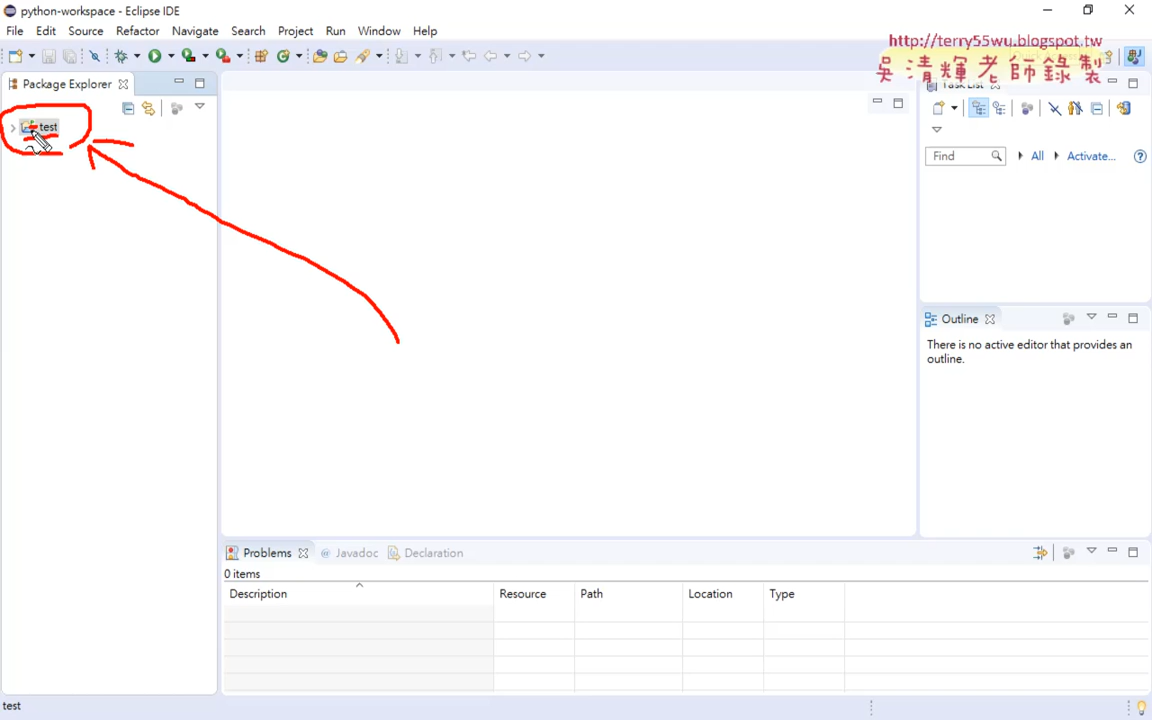 python-workspace - Eclipse IDE
File Edit Source Refactor Navigate Search Project Run Window Help
http://terry55wu.blogspot.tw
吳清輝老師錄製
Package Explorer
Task List
test
Find
All
Activate...
Outline
There is no active editor that provides an
outline.
Problems
@ Javadoc
Declaration
0 items
Description Resource Path Location Type
test